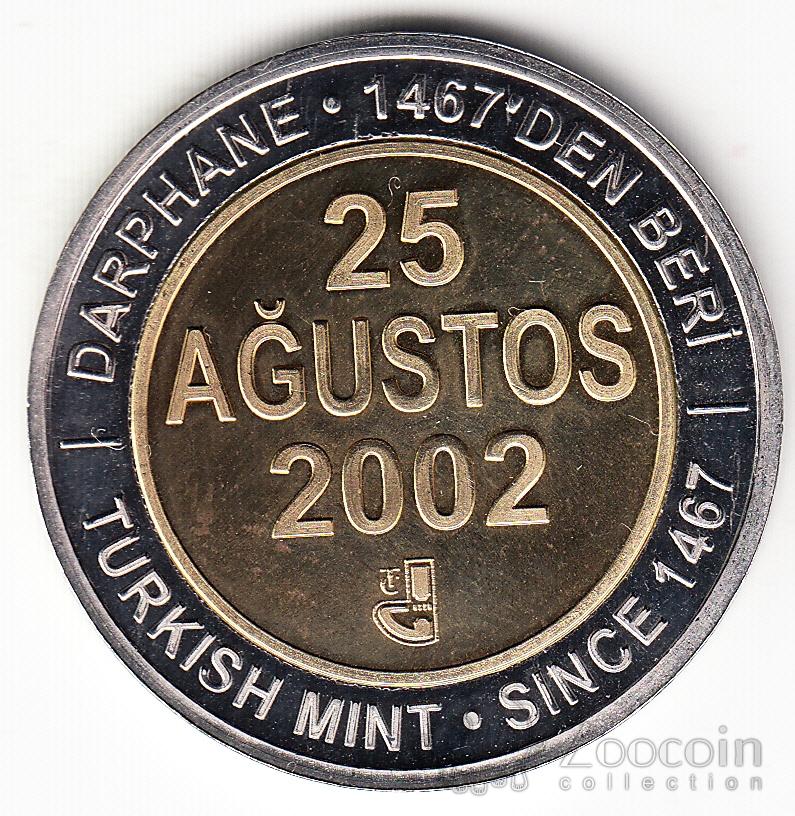 DARPHANE • 1467'DEN BERİ
25
AĞUSTOS
2002
TURKISH MINT • SINCE 1467
Zoocoin
collection